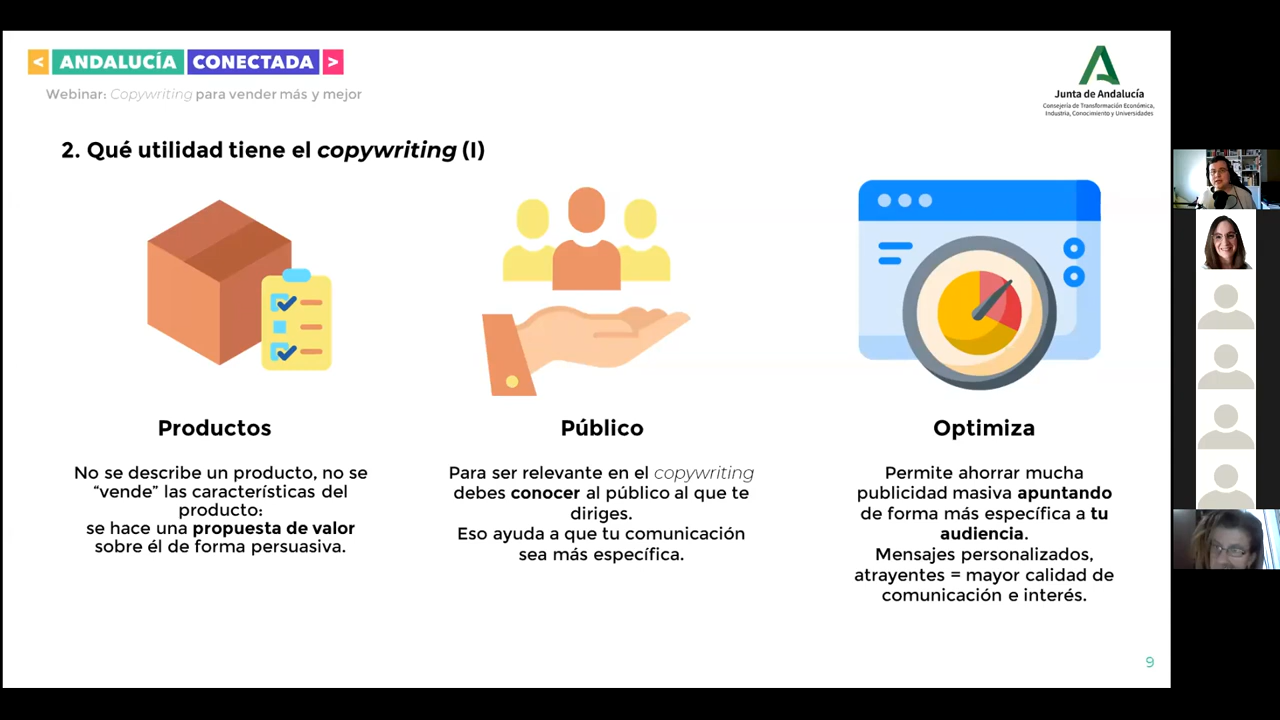 < ANDALUCÍA CONECTADA >
Webinar: Copywriting para vender más y mejor
Junta de Andalucía
Consejería de Transformación Económica,
Industria, Conocimiento y Universidades
2. Qué utilidad tiene el copywriting (I)
Productos
No se describe un producto, no se
“vende” las características del
producto:
se hace una propuesta de valor
sobre él de forma persuasiva.
Público
Para ser relevante en el copywriting
debes conocer al público al que te
diriges.
Eso ayuda a que tu comunicación
sea más específica.
Optimiza
Permite ahorrar mucha
publicidad masiva apuntando
de forma más específica a tu
audiencia.
Mensajes personalizados,
atrayentes = mayor calidad de
comunicación e interés.
9